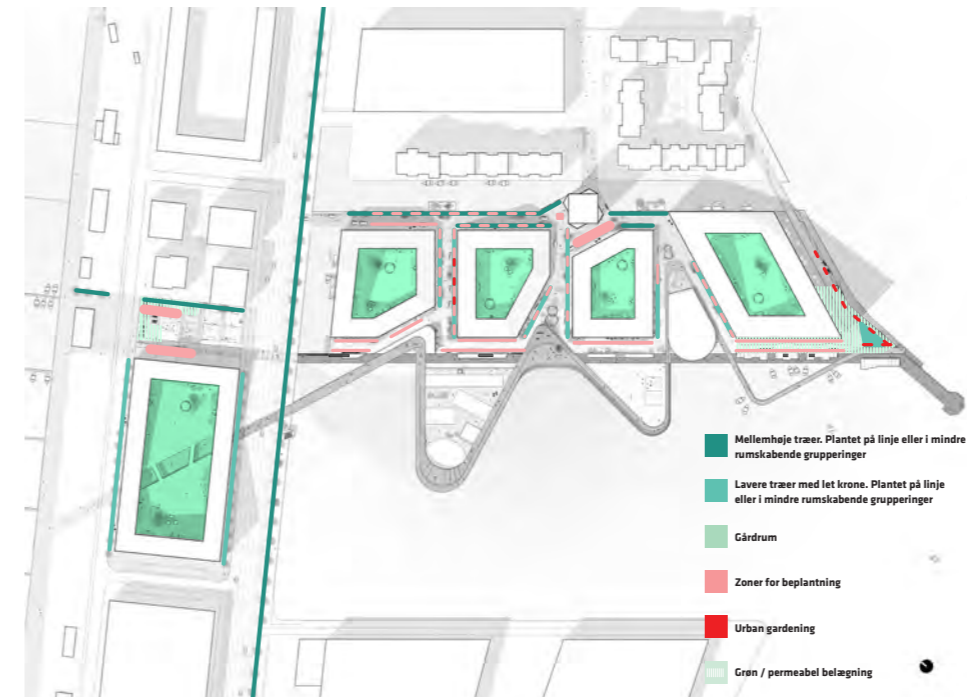 Mellemhøje træer. Plantet på linje eller i mindre
rumskabende grupperinger
Lavere træer med let krone. Plantet på linje
eller i mindre rumskabende grupperinger
Gårdrum
Zoner for beplantning
Urban gardening
Grøn / permeabel belægning